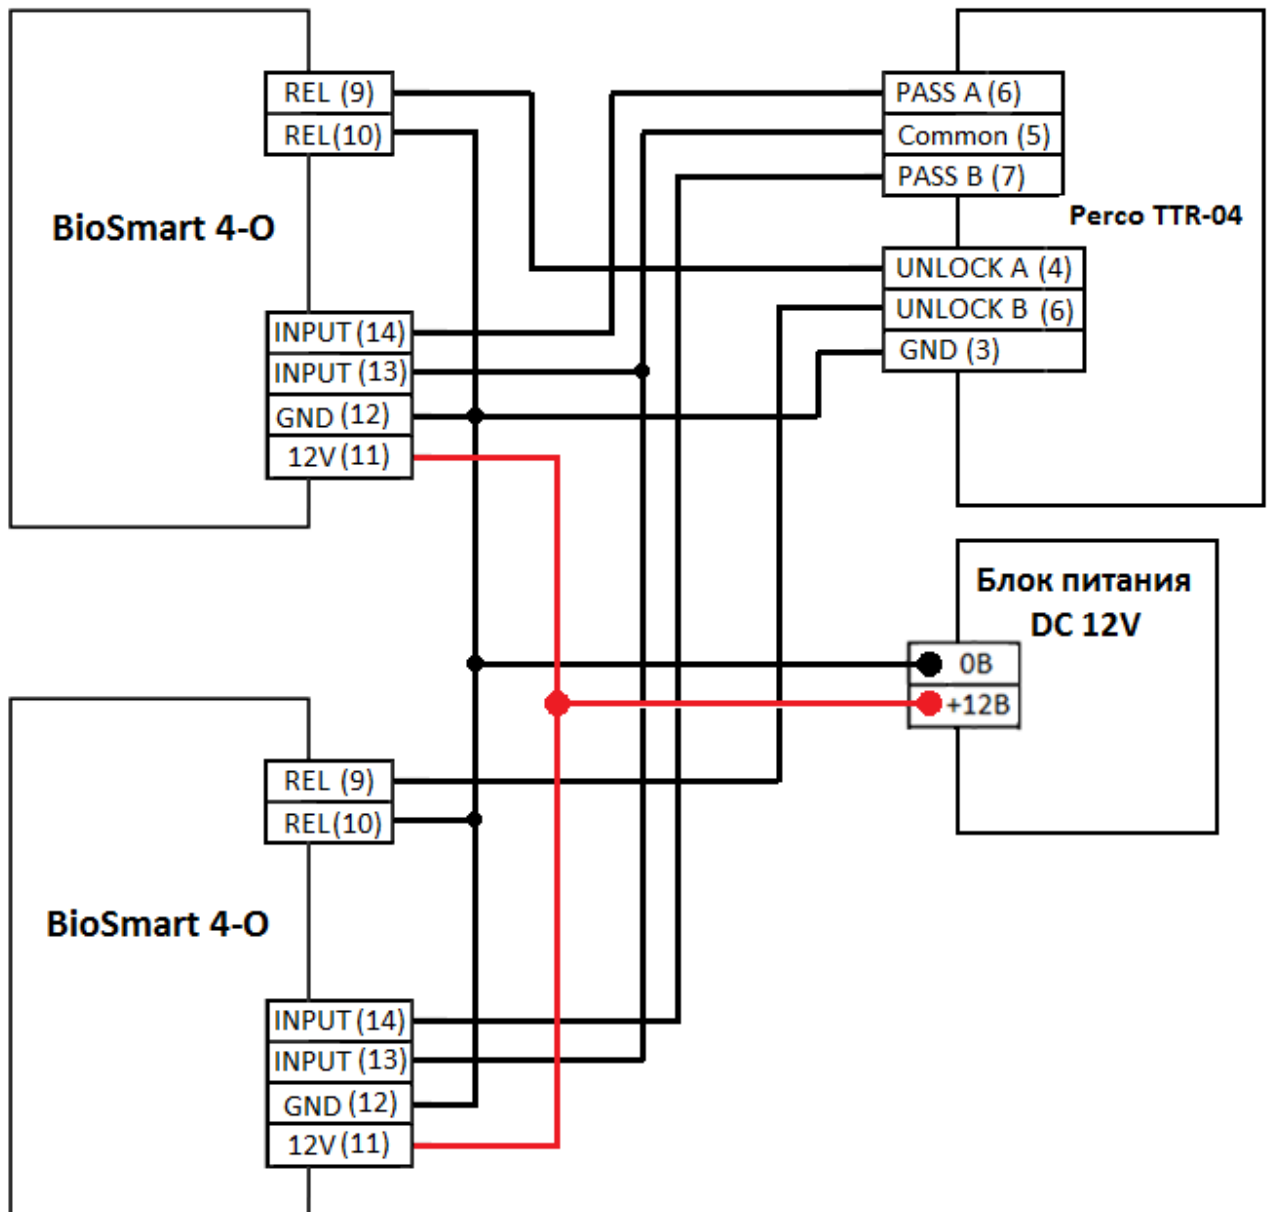 REL (9)
REL(10)
BioSmart 4-O
INPUT (14)
INPUT (13)
GND (12)
12V (11)
PASS A (6)
Common (5)
PASS B (7)
Perco TTR-04
UNLOCK A (4)
UNLOCK B (6)
GND (3)
Блок питания
DC 12V
0В
+12В
REL (9)
REL(10)
BioSmart 4-O
INPUT (14)
INPUT (13)
GND (12)
12V (11)